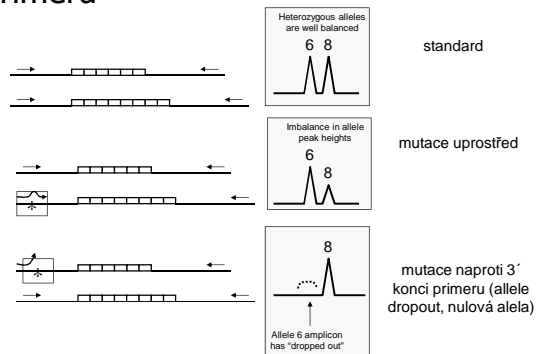 Heterozygous alleles
are well balanced
6 8
standard
Imbalance in allele
peak heights
6
8
mutace uprostřed
*
8
*
mutace naproti 3´
konci primeru (allele
dropout, nulová alela)
Allele 6 amplicon
has “dropped out”